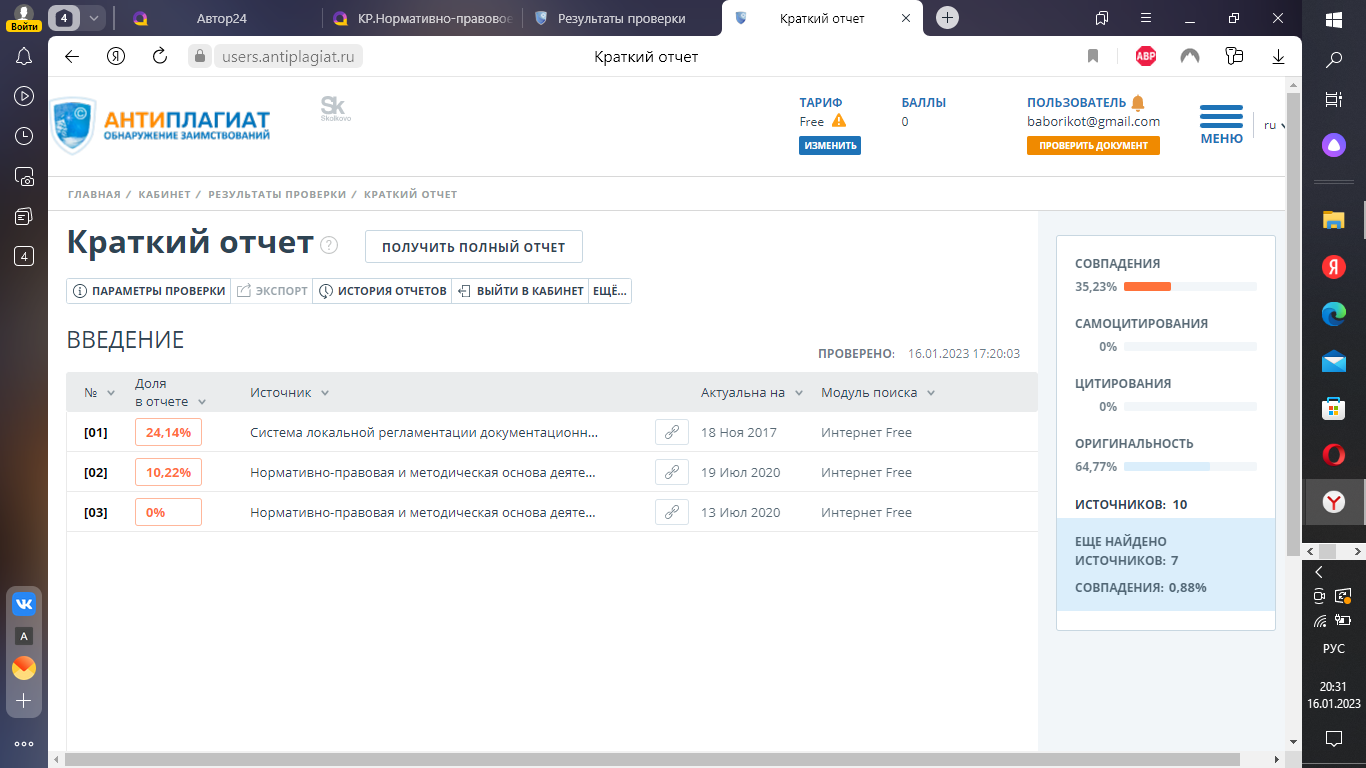 Войти
4
Автор24
КР.Нормативно-правовое
Результаты проверки
Краткий отчет
users.antiplagiat.ru
Краткий отчет
ABP
АНТИПЛАГИАТ
ОБНАРУЖЕНИЕ ЗАИМСТВОВАНИЙ
Sk
Skolkovo
ТАРИФ
Free
ИЗМЕНИТЬ
БАЛЛЫ
0
ПОЛЬЗОВАТЕЛЬ
baborikot@gmail.com
ПРОВЕРИТЬ ДОКУМЕНТ
МЕНЮ
ru
ГЛАВНАЯ / КАБИНЕТ / РЕЗУЛЬТАТЫ ПРОВЕРКИ / КРАТКИЙ ОТЧЕТ
Краткий отчет ?
ПОЛУЧИТЬ ПОЛНЫЙ ОТЧЕТ
ПАРАМЕТРЫ ПРОВЕРКИ ЭКСПОРТ ИСТОРИЯ ОТЧЕТОВ ВЫЙТИ В КАБИНЕТ ЕЩЁ...
ВВЕДЕНИЕ
ПРОВЕРЕНО: 16.01.2023 17:20:03
№ Доля в отчете Источник Актуальна на Модуль поиска
[01] 24,14% Система локальной регламентации документационн... 18 Ноя 2017 Интернет Free
[02] 10,22% Нормативно-правовая и методическая основа деяте... 19 Июл 2020 Интернет Free
[03] 0% Нормативно-правовая и методическая основа деяте... 13 Июл 2020 Интернет Free
СОВПАДЕНИЯ
35,23%
САМОЦИТИРОВАНИЯ
0%
ЦИТИРОВАНИЯ
0%
ОРИГИНАЛЬНОСТЬ
64,77%
ИСТОЧНИКОВ: 10
ЕЩЕ НАЙДЕНО
ИСТОЧНИКОВ: 7
СОВПАДЕНИЯ: 0,88%
4
A
РУС
20:31
16.01.2023